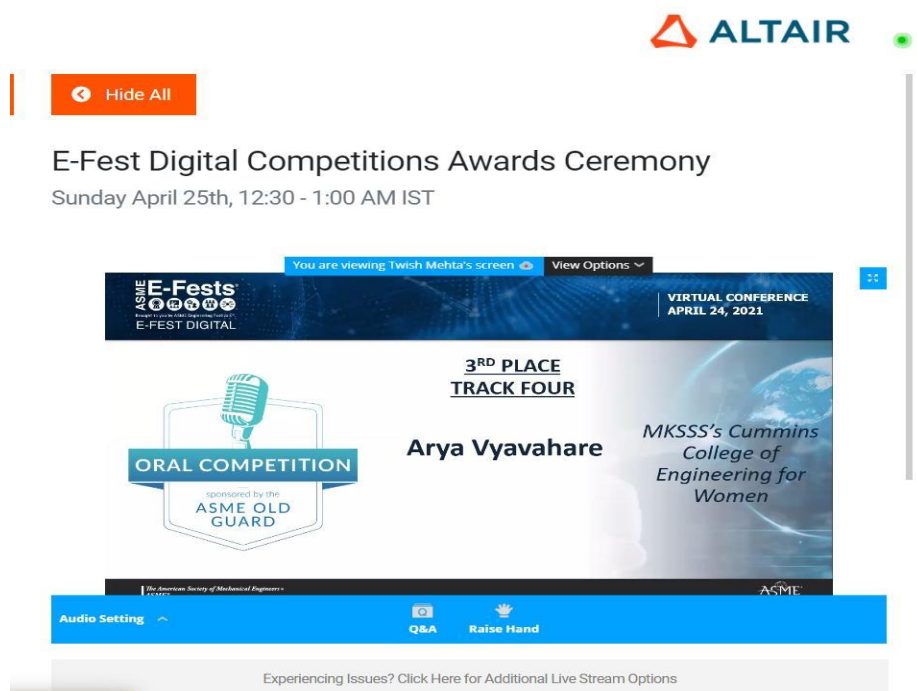 ALTAIR
Hide All
E-Fest Digital Competitions Awards Ceremony
Sunday April 25th, 12:30 - 1:00 AM IST
You are viewing Twish Mehta's screen View Options
ASME
E-Fests
E-FEST DIGITAL
VIRTUAL CONFERENCE
APRIL 24, 2021
3RD PLACE
TRACK FOUR
Arya Vyavahare
MKSSS's Cummins
College of
Engineering for
Women
ORAL COMPETITION
sponsored by the
ASME OLD
GUARD
The American Society of Mechanical Engineers
ASME
ASME
Audio Setting
Q&A
Raise Hand
Experiencing Issues? Click Here for Additional Live Stream Options